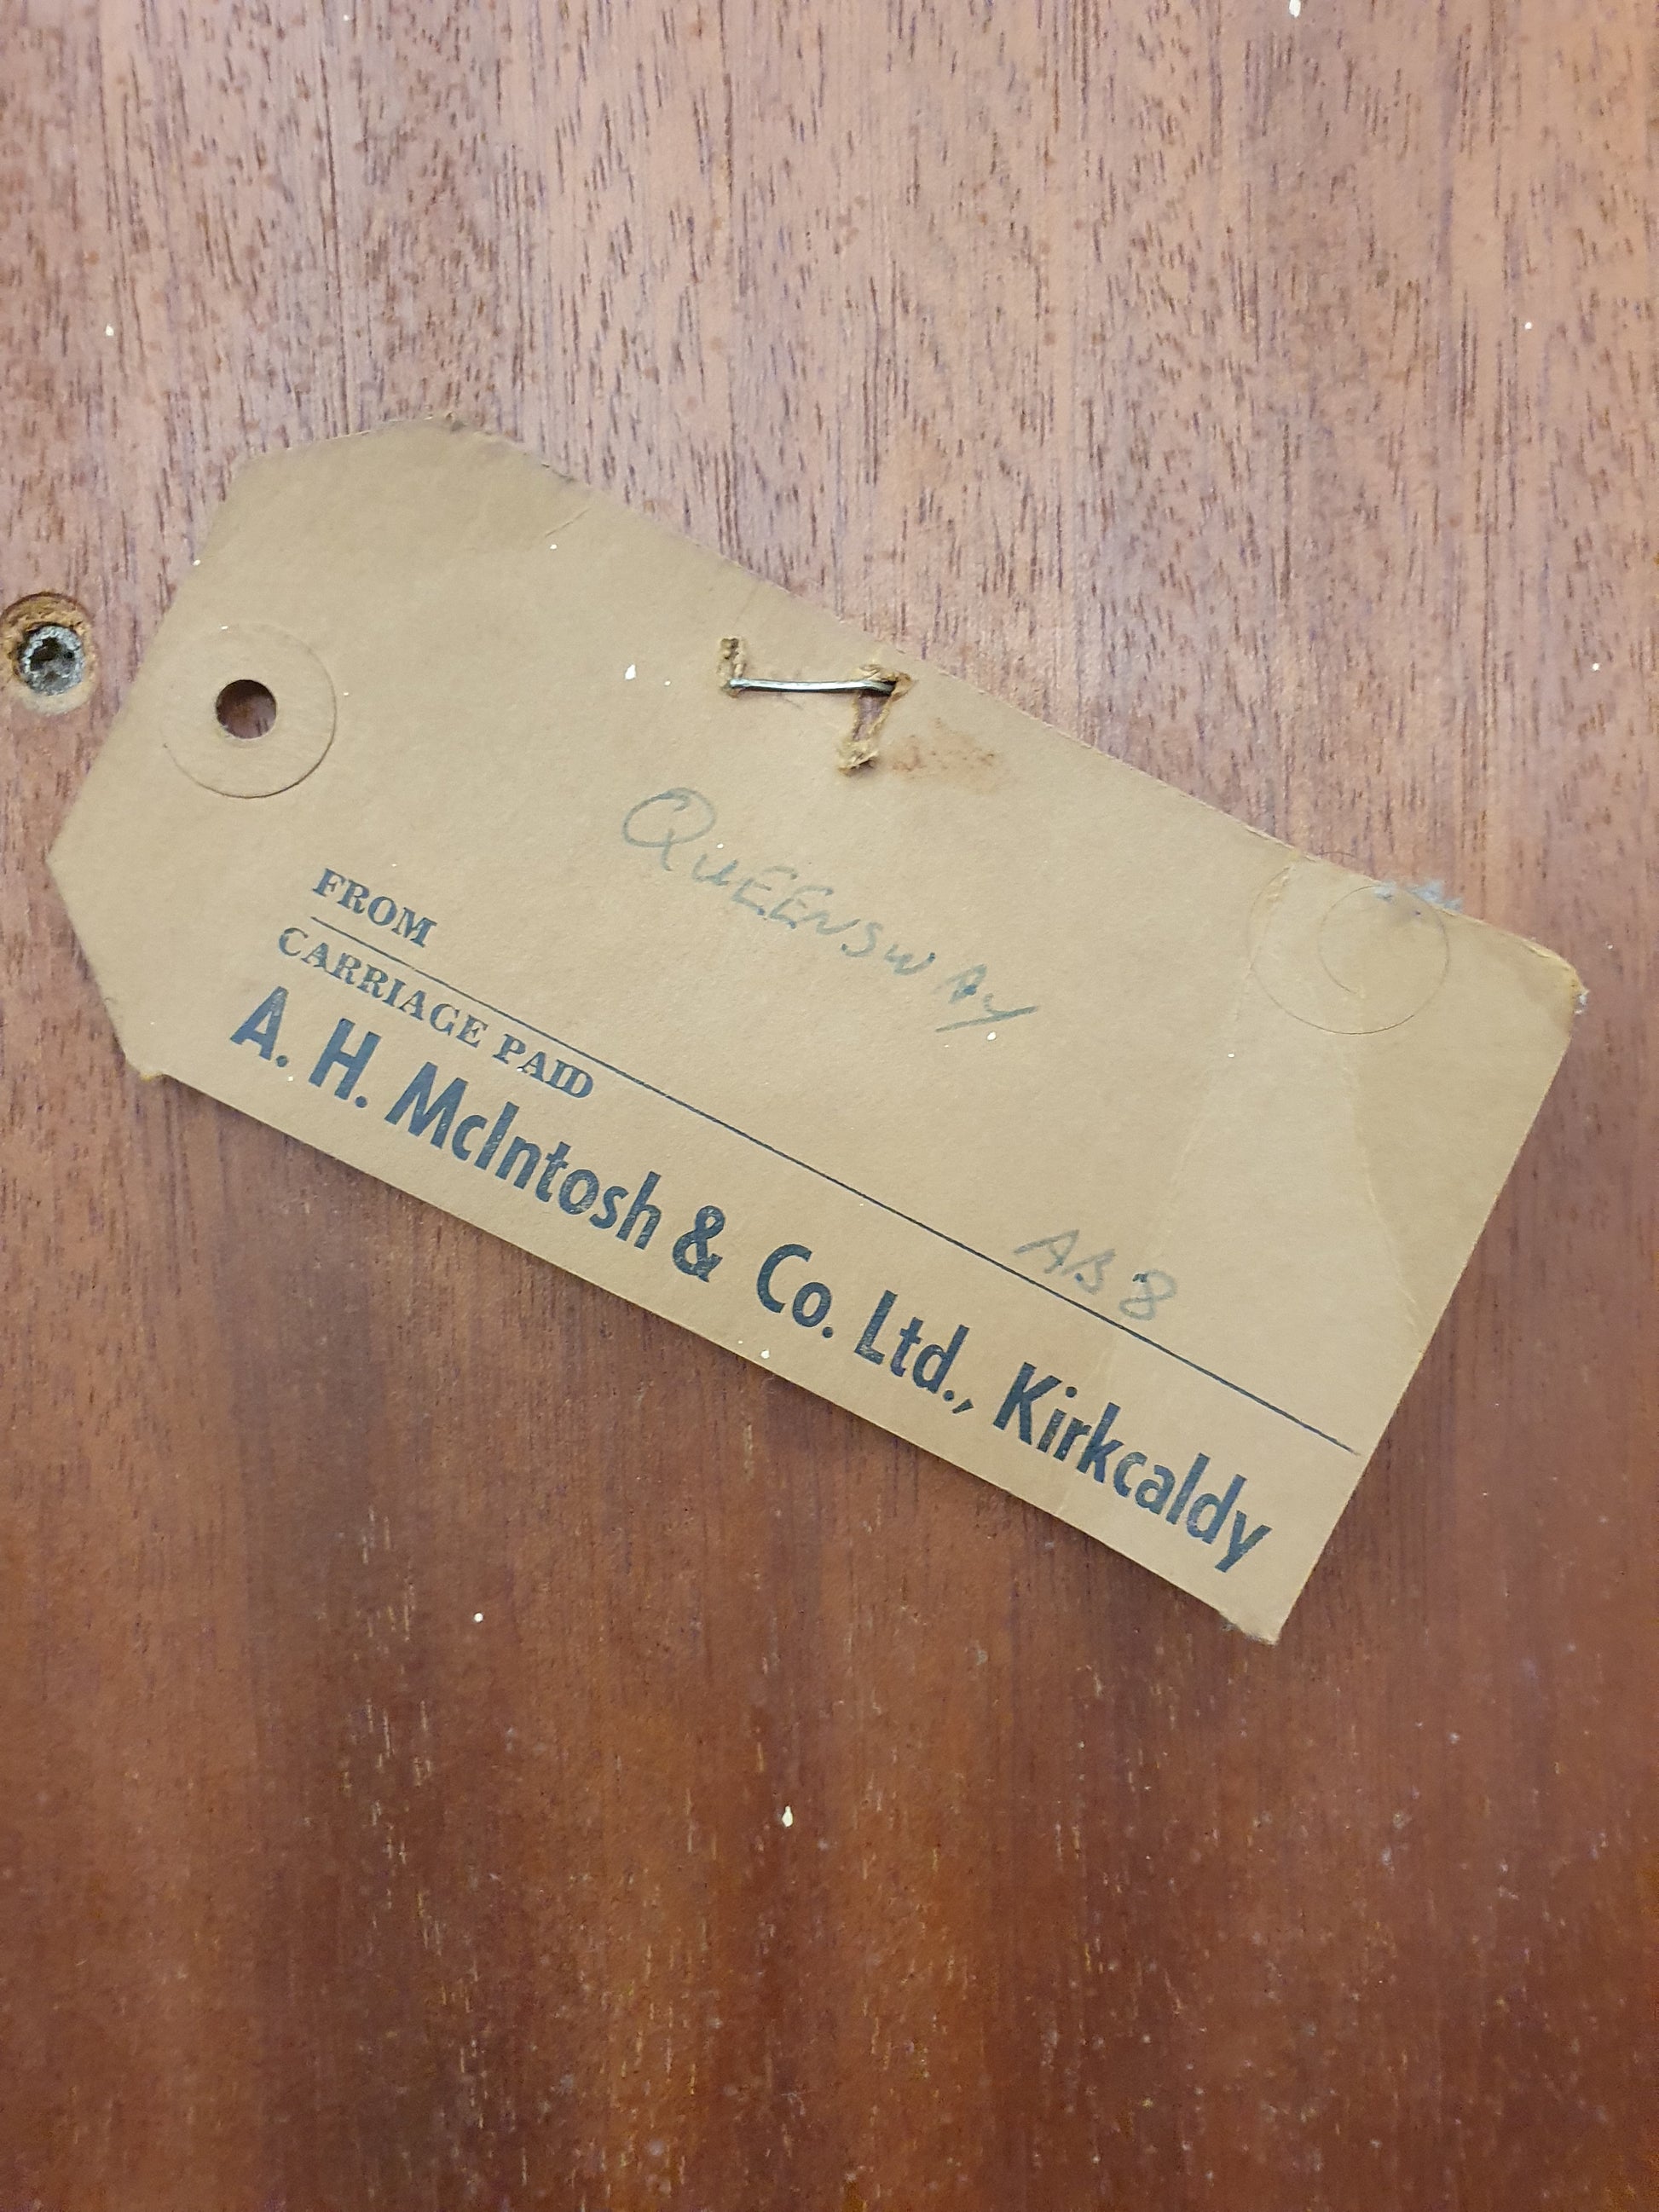 QUEENSWAY
FROM
CARRIAGE PAID
AB8
A. H. McIntosh & Co. Ltd., Kirkcaldy